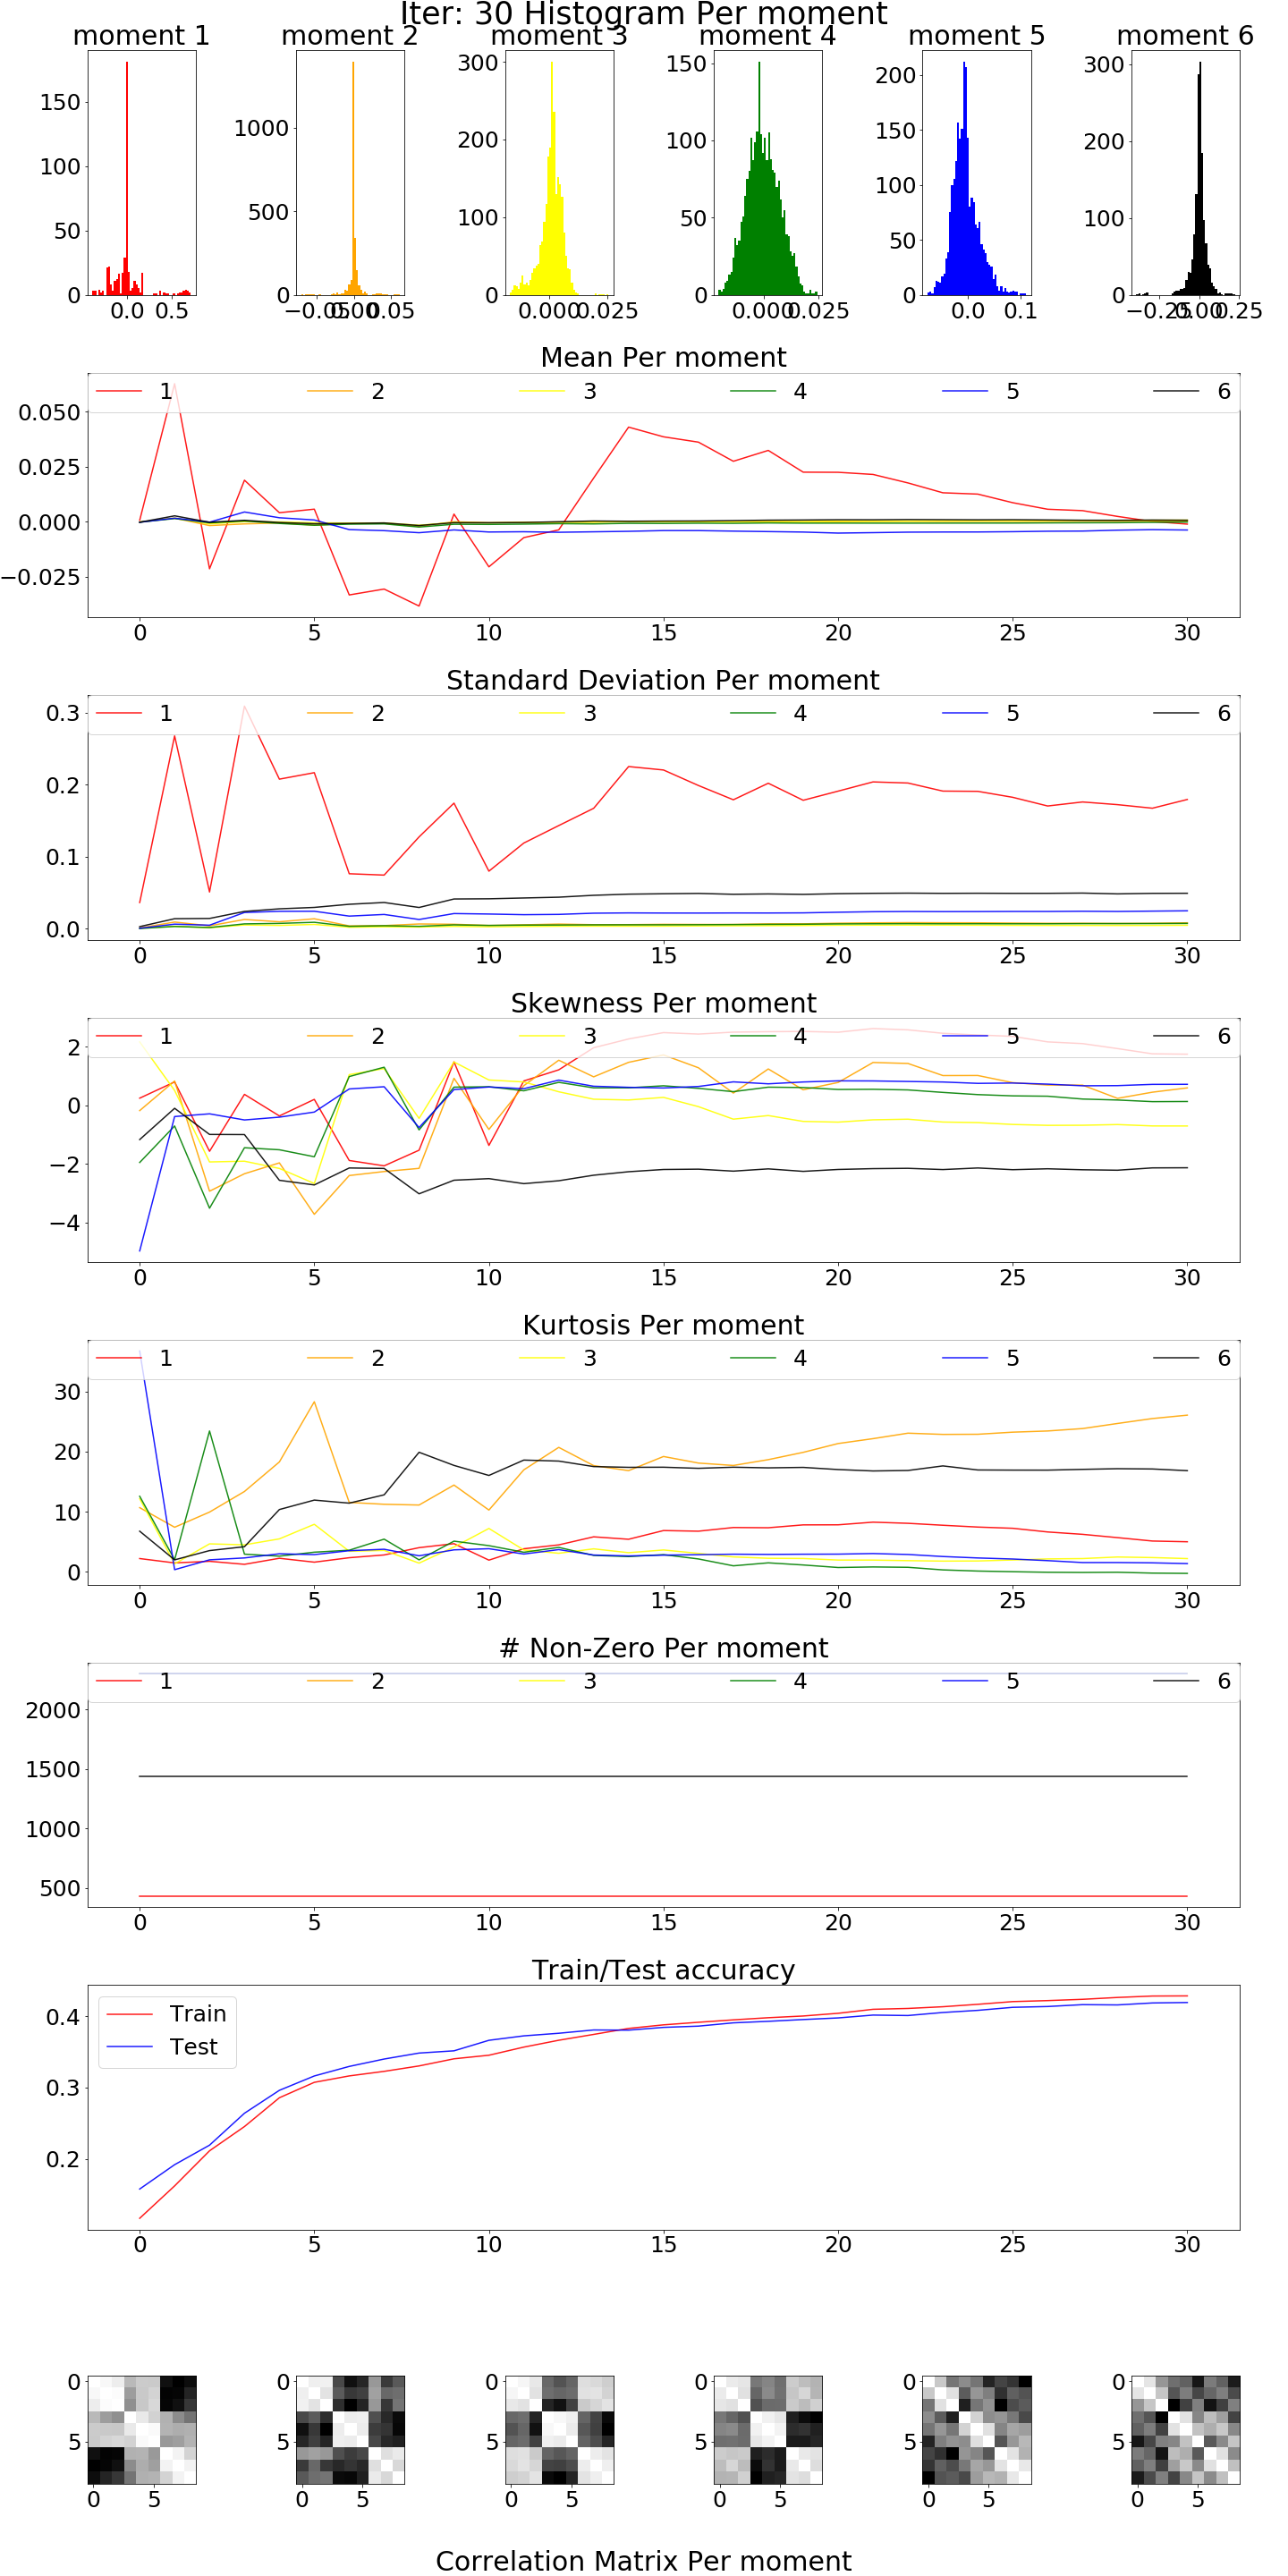 Iter: 30 Histogram Per moment
moment 1 moment 2 moment 3 moment 4 moment 5 moment 6
150
100
50
0
0.0 0.5
1000
500
0
−0.05 0.00 0.05
300
200
100
0
0.000 0.025
150
100
50
0
0.000 0.025
200
150
100
50
0
0.0 0.1
300
200
100
0
−0.25 0.00 0.25
Mean Per moment
1 2 3 4 5 6
0.050
0.025
0.000
−0.025
0 5 10 15 20 25 30
Standard Deviation Per moment
1 2 3 4 5 6
0.3
0.2
0.1
0.0
0 5 10 15 20 25 30
Skewness Per moment
1 2 3 4 5 6
2
0
−2
−4
0 5 10 15 20 25 30
Kurtosis Per moment
1 2 3 4 5 6
30
20
10
0
0 5 10 15 20 25 30
# Non-Zero Per moment
1 2 3 4 5 6
2000
1500
1000
500
0 5 10 15 20 25 30
Train/Test accuracy
Train
Test
0.4
0.3
0.2
0 5 10 15 20 25 30
0 0 0 0 0 0
5 5 5 5 5 5
0 5 0 5 0 5 0 5 0 5 0 5
Correlation Matrix Per moment